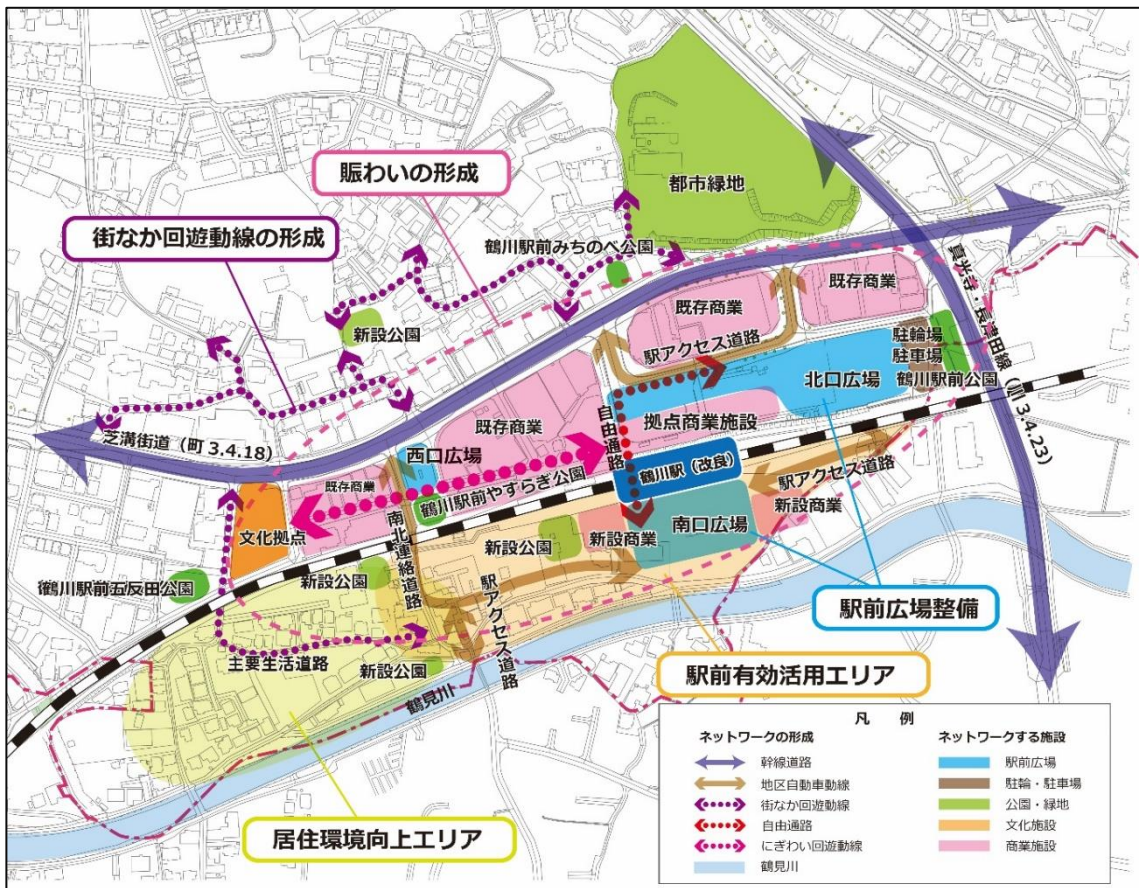 都市緑地
賑わいの形成
街なか回遊動線の形成
鶴川駅前みちのべ公園
既存商業
既存商業
新設公園
駅アクセス道路
駐輪場
駐車場
鶴川駅前公園
真光寺・長津田線(町 3.4.23)
北口広場
自由通路
拠点商業施設
既存商業
西口広場
芝溝街道(町 3.4.18)
鶴川駅(改良)
駅アクセス道路
既存商業
鶴川駅前やすらぎ公園
新設商業
文化拠点
南北連絡道路
新設公園
新設商業
南口広場
鶴川駅前五反田公園
新設公園
駅アクセス道路
駅前広場整備
主要生活道路
新設公園
駅前有効活用エリア
鶴見川
居住環境向上エリア
凡 例
ネットワークの形成
幹線道路
地区自動車動線
街なか回遊動線
自由通路
にぎわい回遊動線
鶴見川
ネットワークする施設
駅前広場
駐輪・駐車場
公園・緑地
文化施設
商業施設